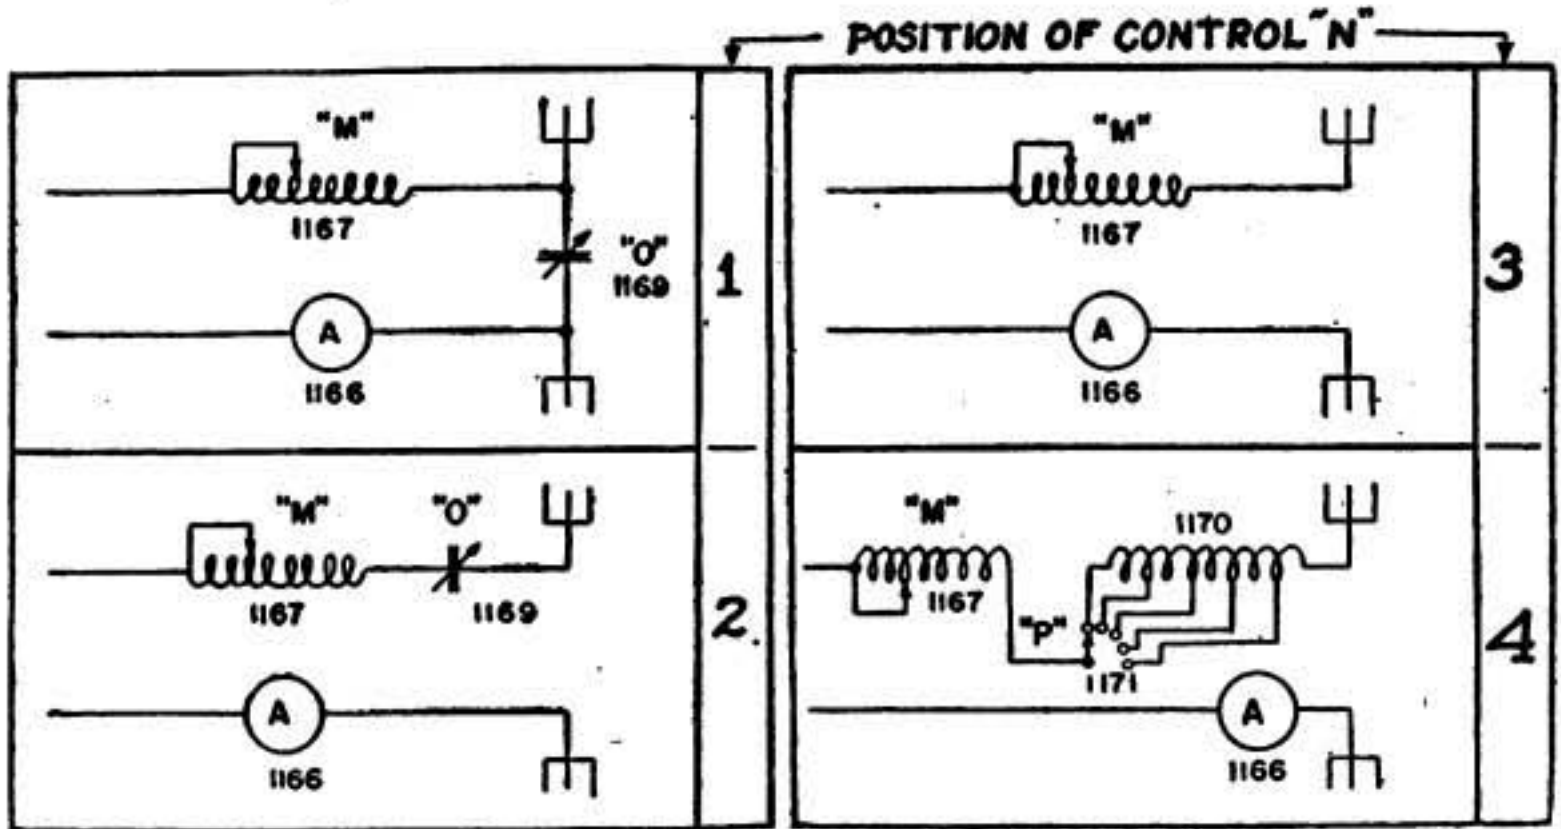 POSITION OF CONTROL "N"
"M"
1167
"O"
1169
A
1166
1
"M"
"O"
1167
1169
A
1166
2
"M"
1167
A
1166
3
"M"
1167
1170
"P"
1171
A
1166
4